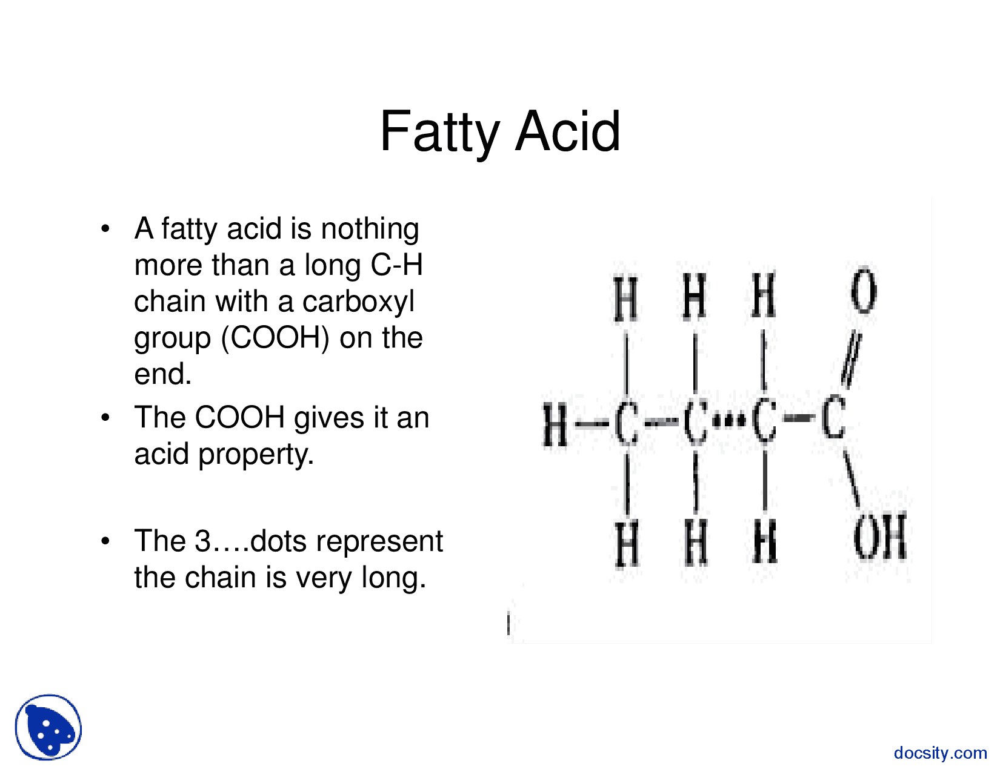 Fatty Acid
• A fatty acid is nothing
more than a long C-H
chain with a carboxyl
group (COOH) on the
end.
• The COOH gives it an
acid property.
• The 3….dots represent
the chain is very long.
H H H O
H C C C C
H H H OH
docsity.com